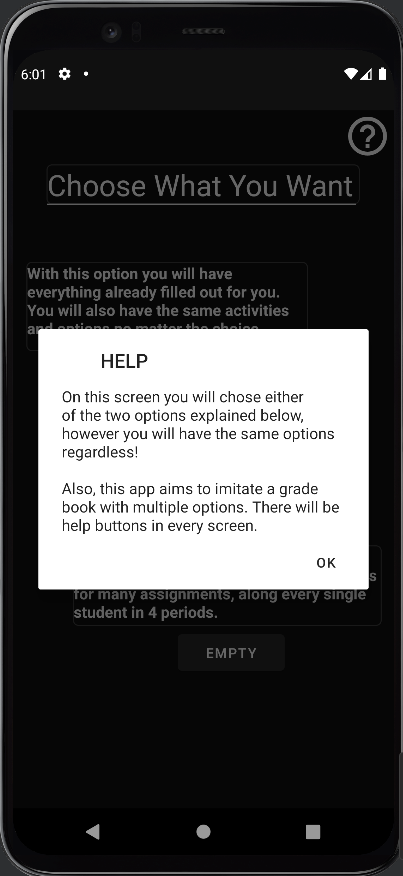 6:01
?
Choose What You Want
With this option you will have
everything already filled out for you.
You will also have the same activities
and options no matter the choice
HELP
On this screen you will chose either
of the two options explained below,
however you will have the same options
regardless!
Also, this app aims to imitate a grade
book with multiple options. There will be
help buttons in every screen.
OK
for many assignments, along every single
student in 4 periods.
EMPTY